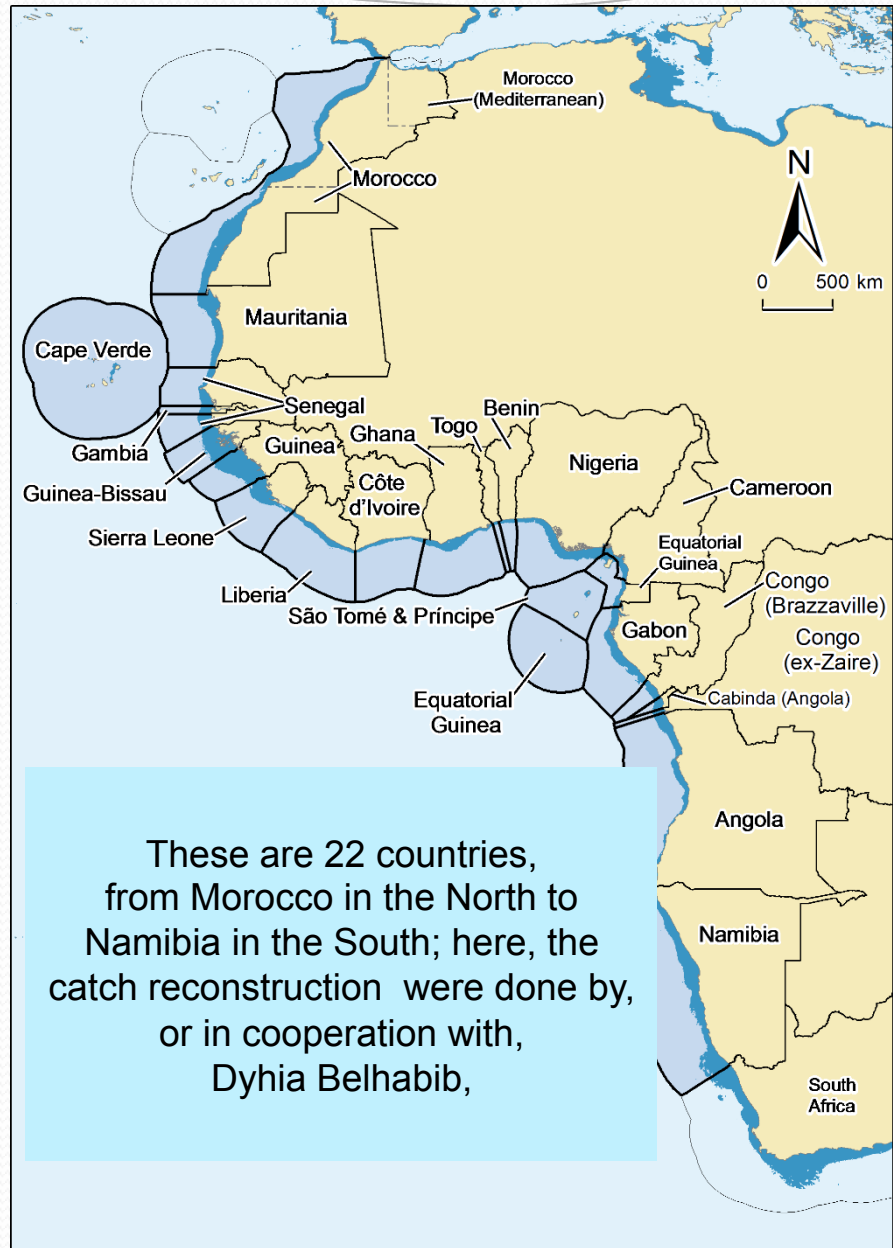 Morocco
(Mediterranean)
N
Morocco
0 500 km
Mauritania
Cape Verde
Senegal
Gambia
Guinea
Ghana
Togo
Benin
Nigeria
Guinea-Bissau
Côte
d'Ivoire
Cameroon
Sierra Leone
Equatorial
Guinea
Liberia
Congo
(Brazzaville)
São Tomé & Príncipe
Gabon
Congo
(ex-Zaire)
Equatorial
Guinea
Cabinda (Angola)
Angola
These are 22 countries,
from Morocco in the North to
Namibia in the South; here, the
catch reconstruction were done by,
or in cooperation with,
Dyhia Belhabib,
Namibia
South
Africa